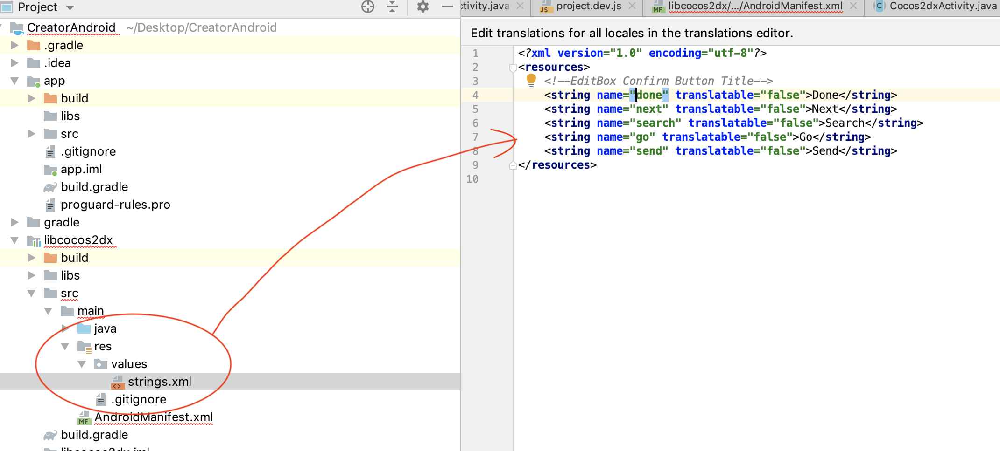 Project
CreatorAndroid ~/Desktop/CreatorAndroid
.gradle
.idea
app
build
libs
src
.gitignore
app.iml
build.gradle
proguard-rules.pro
gradle
libcocos2dx
build
libs
src
main
java
res
values
strings.xml
.gitignore
AndroidManifest.xml
build.gradle
libcocos2dx.iml
ctivity.java
project.dev.js
libcocos2dx/.../AndroidManifest.xml
Cocos2dxActivity.java
Edit translations for all locales in the translations editor.
1 <?xml version="1.0" encoding="utf-8"?>
2 <resources>
3 <!--EditBox Confirm Button Title-->
4 <string name="done" translatable="false">Done</string>
5 <string name="next" translatable="false">Next</string>
6 <string name="search" translatable="false">Search</string>
7 <string name="go" translatable="false">Go</string>
8 <string name="send" translatable="false">Send</string>
9 </resources>
10